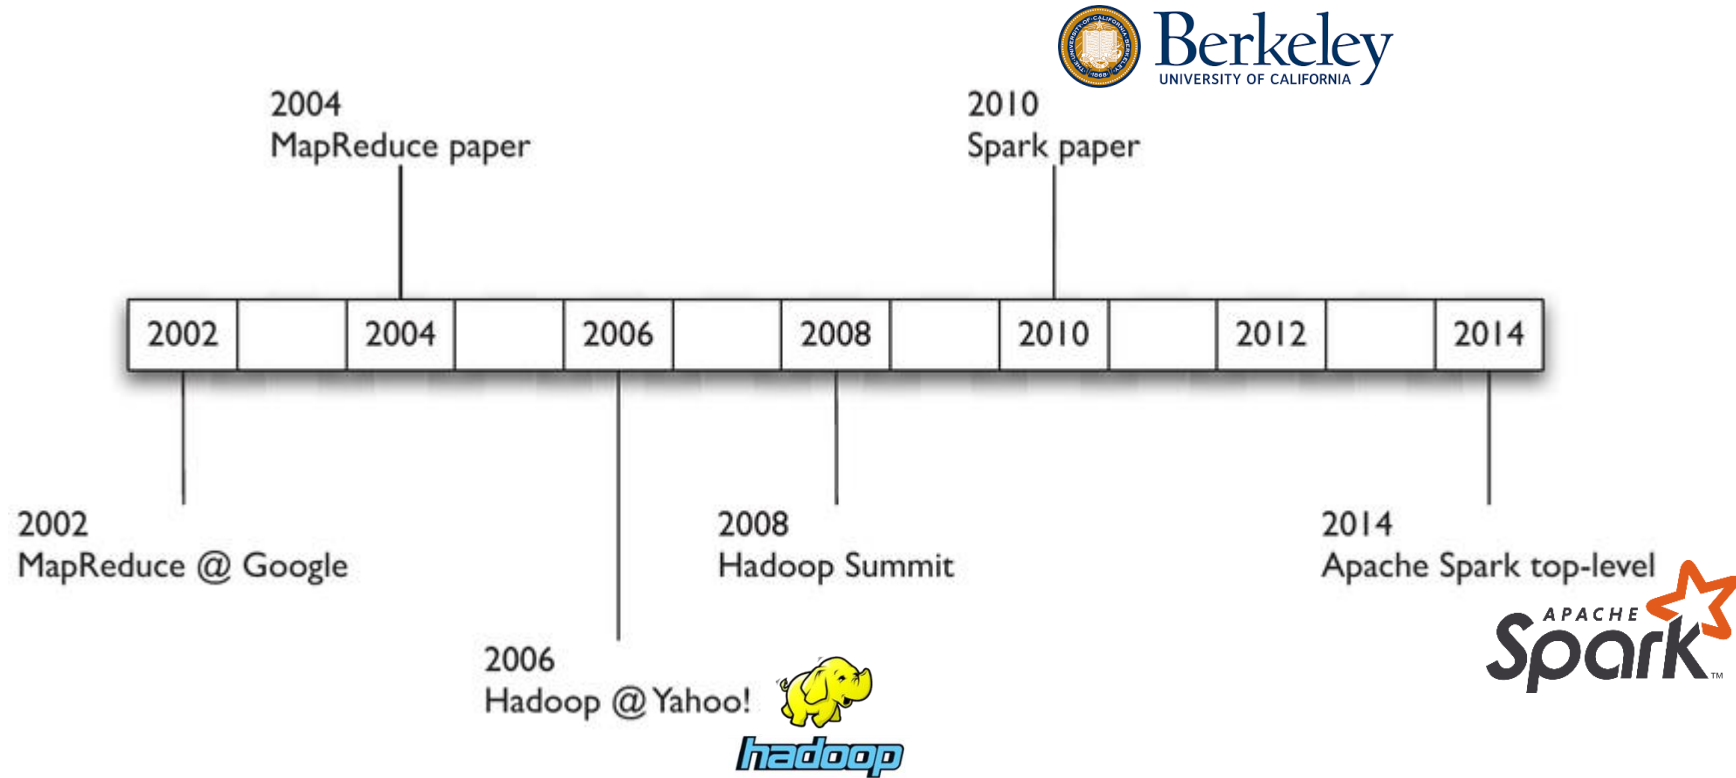 Berkeley
UNIVERSITY OF CALIFORNIA
2004
MapReduce paper
2010
Spark paper
2002
2004
2006
2008
2010
2012
2014
2002
MapReduce @ Google
2008
Hadoop Summit
2014
Apache Spark top-level
APACHE
Spark
TM
2006
Hadoop @ Yahoo!
hadoop